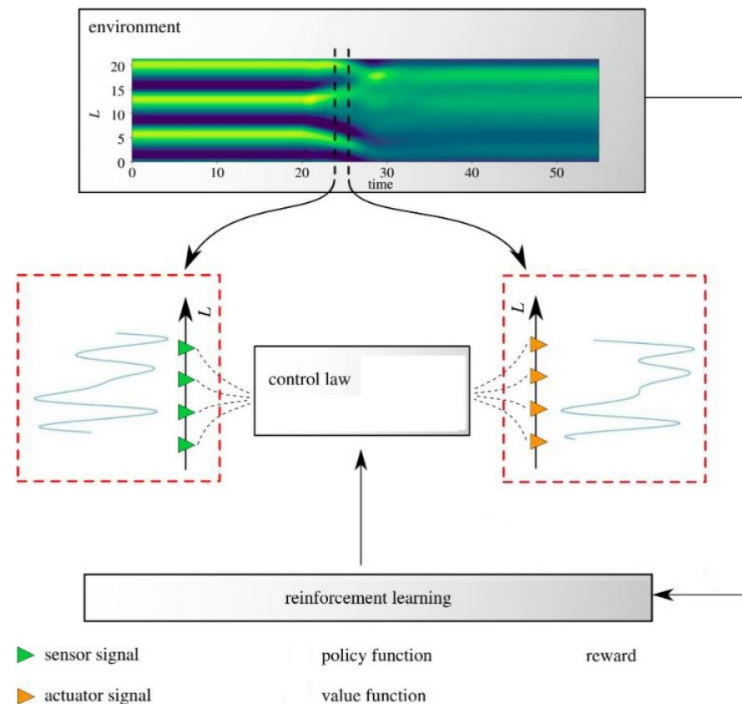 environment
L
20
15
10
5
0
0 10 20 30 40 50
time
L
L
control law
reinforcement learning
sensor signal policy function reward
actuator signal value function